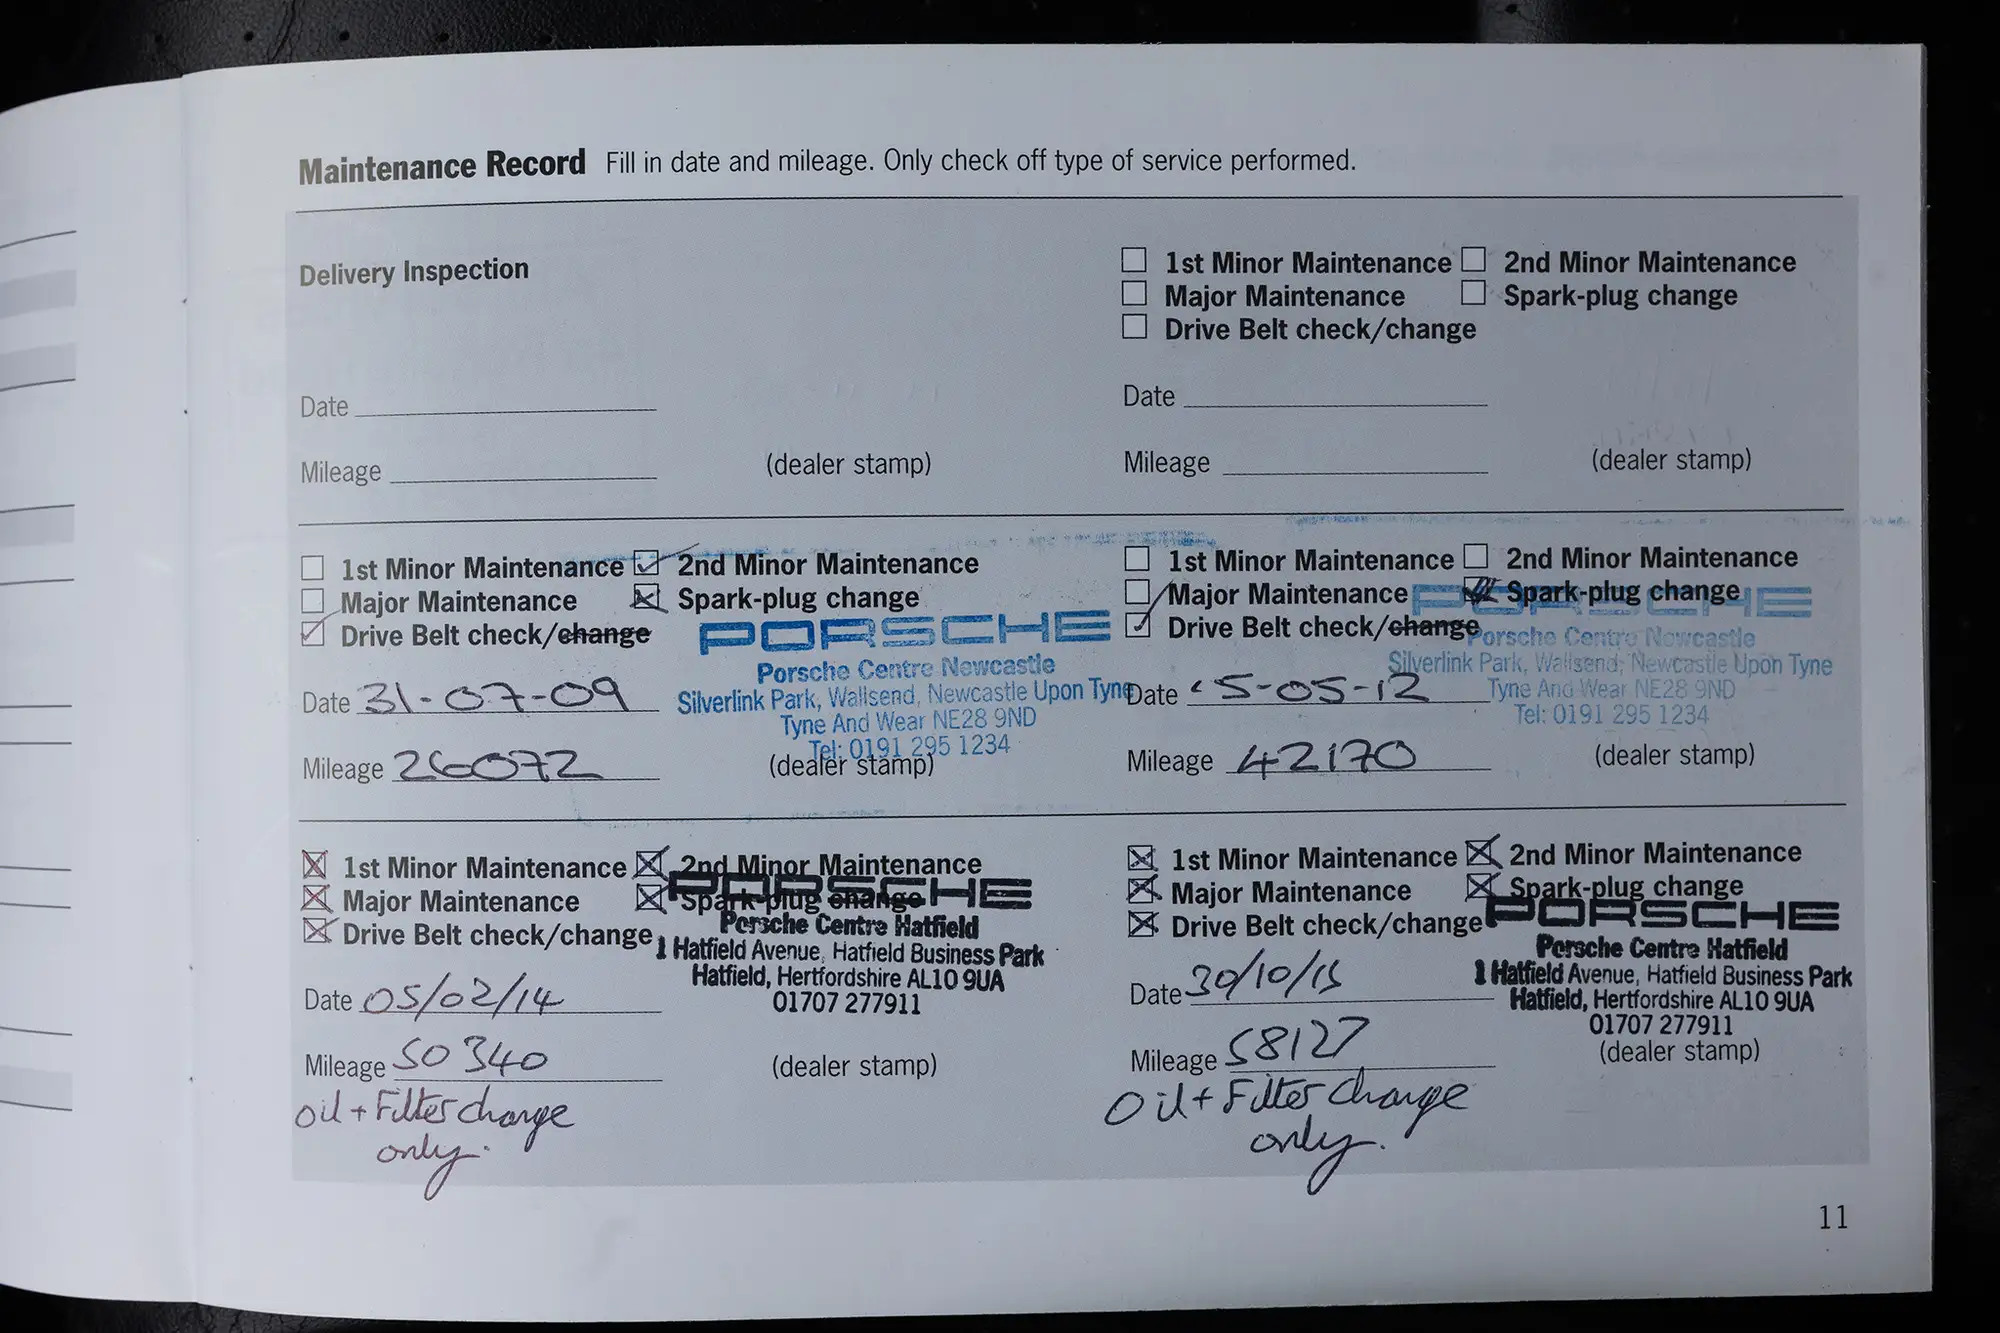 Maintenance Record Fill in date and mileage. Only check off type of service performed.
Delivery Inspection
Date
Mileage
(dealer stamp)
1st Minor Maintenance 2nd Minor Maintenance
Major Maintenance Spark-plug change
Drive Belt check/change
Date
Mileage
(dealer stamp)
1st Minor Maintenance 2nd Minor Maintenance
Major Maintenance Spark-plug change
Drive Belt check/change
PORSCHE
Porsche Centre Newcastle
Silverlink Park, Wallsend, Newcastle Upon Tyne
Tyne And Wear NE28 9ND
Tel: 0191 295 1234
Date 31-07-09
Mileage 26072
(dealer stamp)
1st Minor Maintenance 2nd Minor Maintenance
Major Maintenance Spark-plug change
Drive Belt check/change
PORSCHE
Porsche Centre Newcastle
Silverlink Park, Wallsend, Newcastle Upon Tyne
Tyne And Wear NE28 9ND
Tel: 0191 295 1234
Date
Mileage 42170
(dealer stamp)
1st Minor Maintenance 2nd Minor Maintenance
Major Maintenance Spark-plug change
Drive Belt check/change
PORSCHE
Porsche Centre Hatfield
1 Hatfield Avenue, Hatfield Business Park
Hatfield, Hertfordshire AL10 9UA
01707 277911
Date 05/02/14
Mileage 50340
(dealer stamp)
Oil + Filter change
only.
1st Minor Maintenance 2nd Minor Maintenance
Major Maintenance Spark-plug change
Drive Belt check/change
PORSCHE
Porsche Centre Hatfield
1 Hatfield Avenue, Hatfield Business Park
Hatfield, Hertfordshire AL10 9UA
01707 277911
Date 30/10/15
Mileage 58127
(dealer stamp)
Oil + Filter change
only.
11